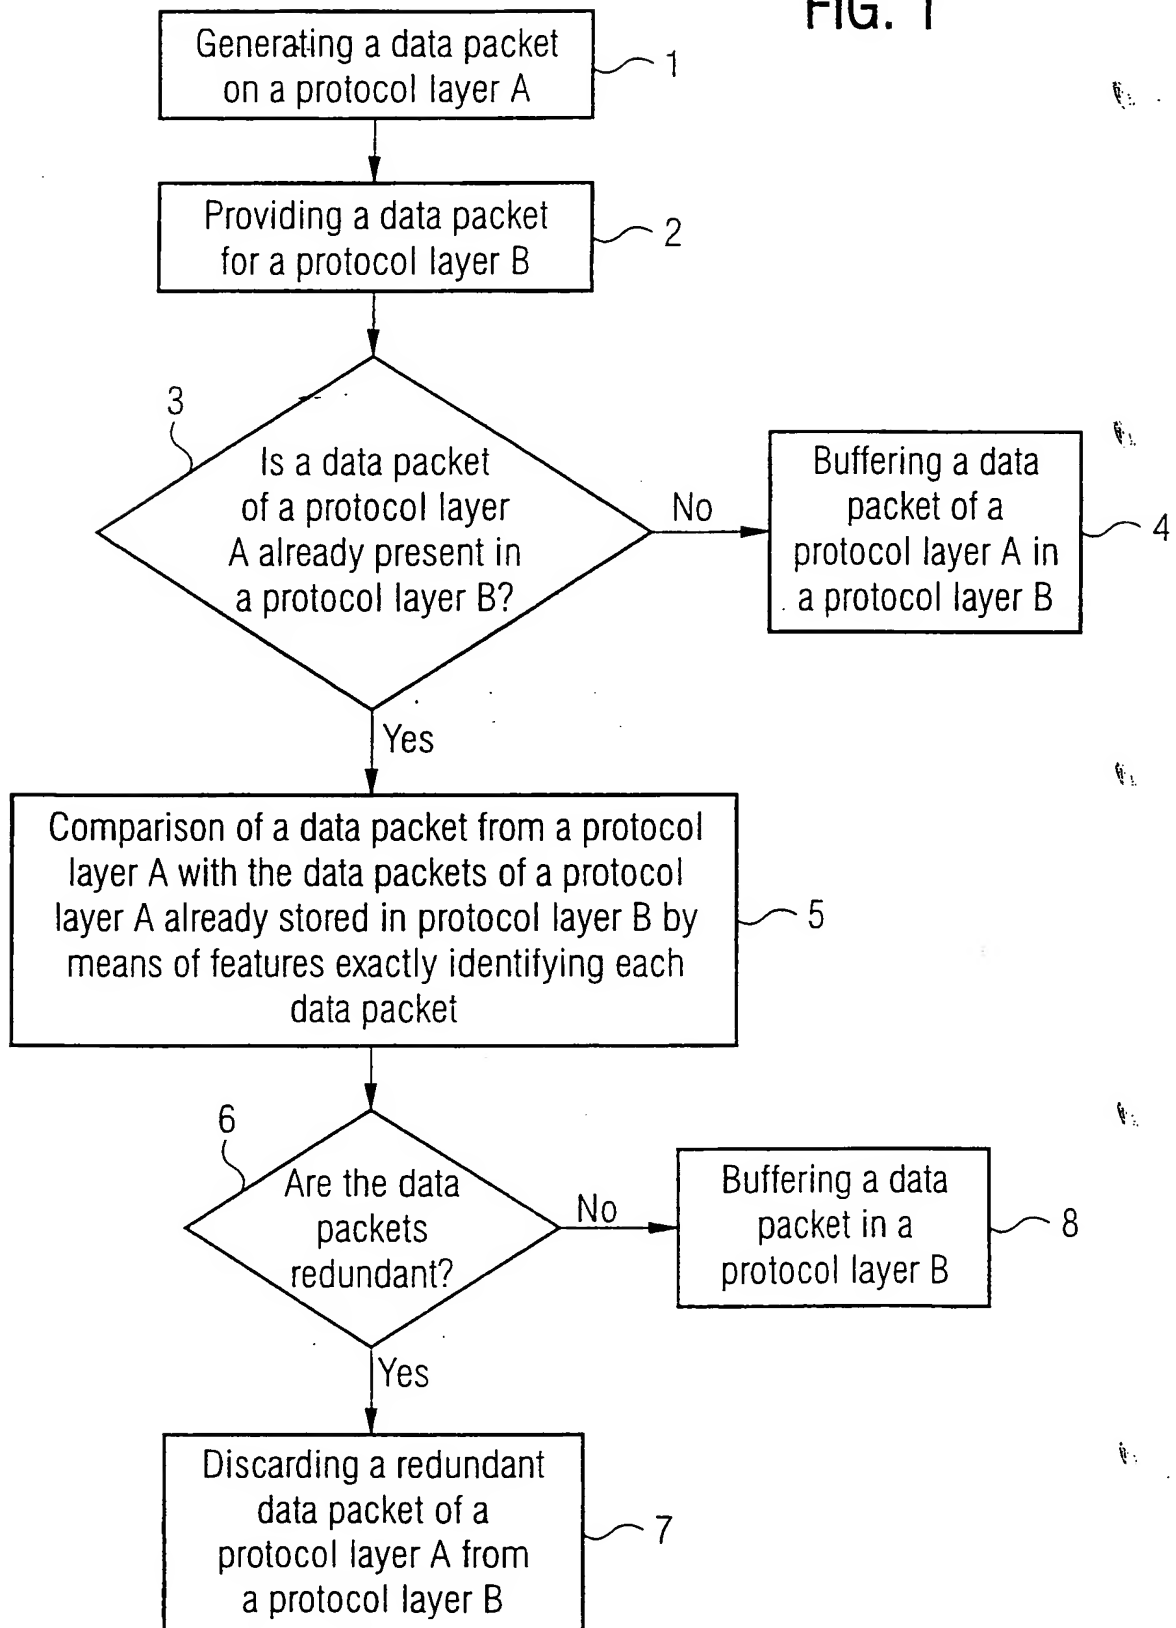 FIG. 1
Generating a data packet
on a protocol layer A
1
Providing a data packet
for a protocol layer B
2
3
Is a data packet
of a protocol layer
A already present in
a protocol layer B?
No
Buffering a data
packet of a
protocol layer A in
a protocol layer B
4
Yes
Comparison of a data packet from a protocol
layer A with the data packets of a protocol
layer A already stored in protocol layer B by
means of features exactly identifying each
data packet
5
6
Are the data
packets
redundant?
No
Buffering a data
packet in a
protocol layer B
8
Yes
Discarding a redundant
data packet of a
protocol layer A from
a protocol layer B
7